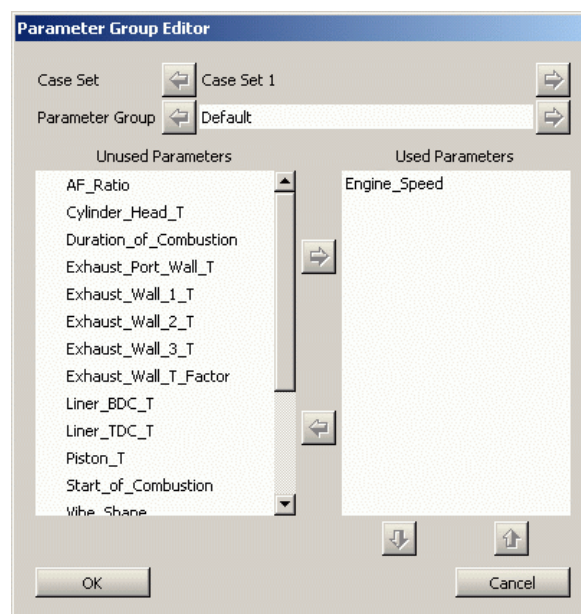 Parameter Group Editor
Case Set Case Set 1
Parameter Group Default
Unused Parameters Used Parameters
AF_Ratio Engine_Speed
Cylinder_Head_T
Duration_of_Combustion
Exhaust_Port_Wall_T
Exhaust_Wall_1_T
Exhaust_Wall_2_T
Exhaust_Wall_3_T
Exhaust_Wall_T_Factor
Liner_BDC_T
Liner_TDC_T
Piston_T
Start_of_Combustion
Vibe_Shape
OK Cancel